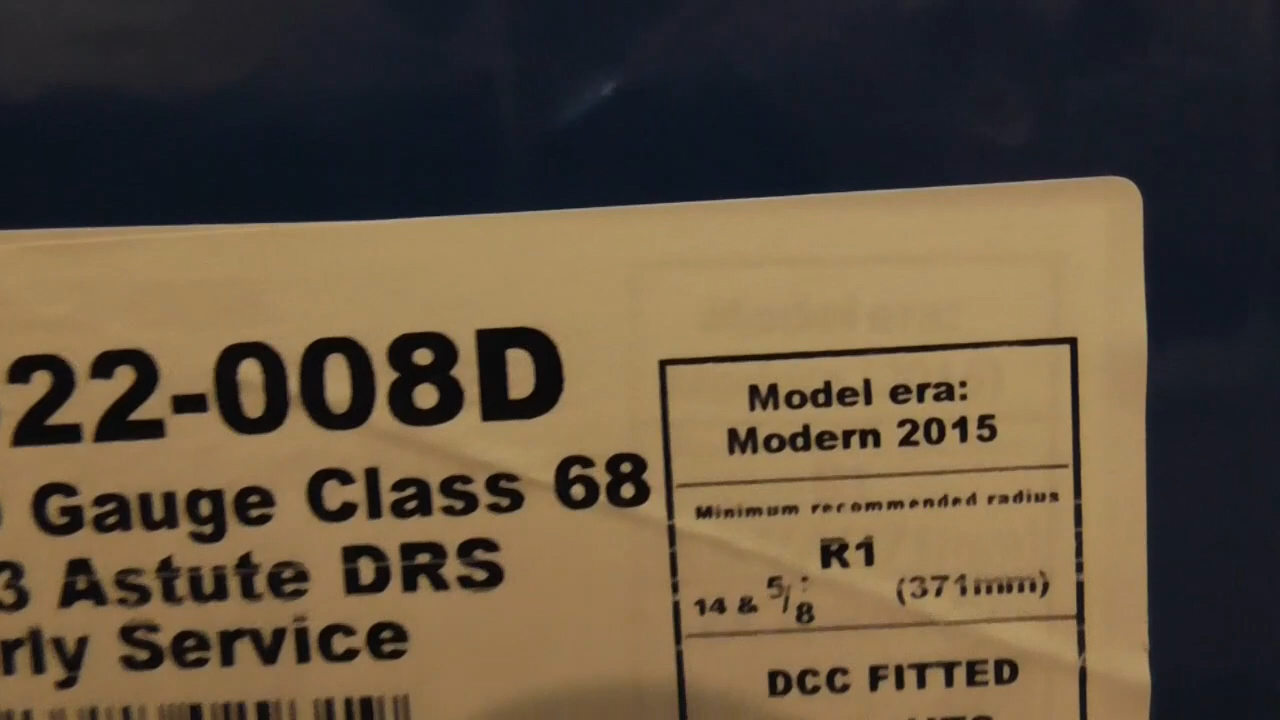 22-008D
Gauge Class 68
3 Astute DRS
rly Service
Model era:
Modern 2015
Minimum recommended radius
R1
14 & 5/8" (371mm)
DCC FITTED